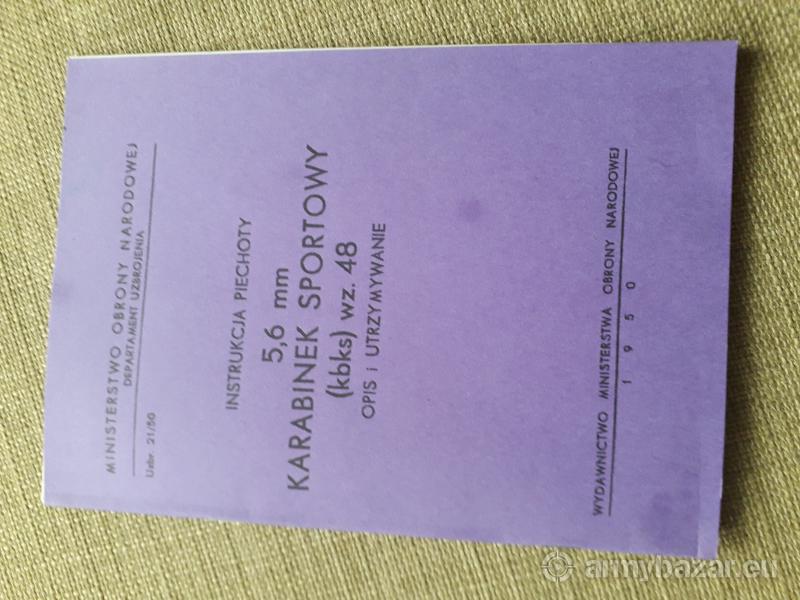 MINISTERSTWO OBRONY NARODOWEJ
DEPARTAMENT UZBROJENIA
Uzbr. 21/50
INSTRUKCJA PIECHOTY
5,6 mm
KARABINEK SPORTOWY
(kbks) wz. 48
OPIS i UTRZYMYWANIE
WYDAWNICTWO MINISTERSTWA OBRONY NARODOWEJ
1950
armybazar.eu